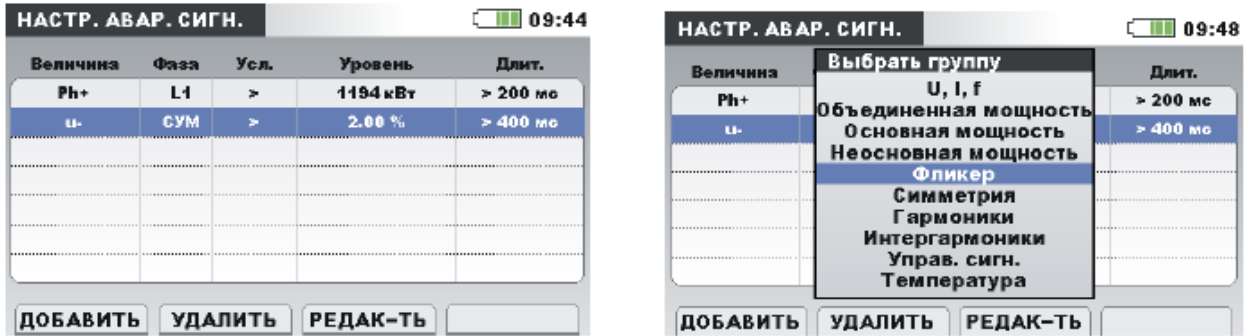 НАСТР. АВАР. СИГН. 09:44
Величина Фаза Усл. Уровень Длит.
Ph+ L1 > 1194 кВт > 200 мс
u- СУМ > 2.00 % > 400 мс
ДОБАВИТЬ УДАЛИТЬ РЕДАК-ТЬ
НАСТР. АВАР. СИГН. 09:48
Величина Длит.
Ph+ > 200 мс
u- > 400 мс
Выбрать группу
U, I, f
Объединенная мощность
Основная мощность
Неосновная мощность
Фликер
Симметрия
Гармоники
Интергармоники
Управ. сигн.
Температура
ДОБАВИТЬ УДАЛИТЬ РЕДАК-ТЬ